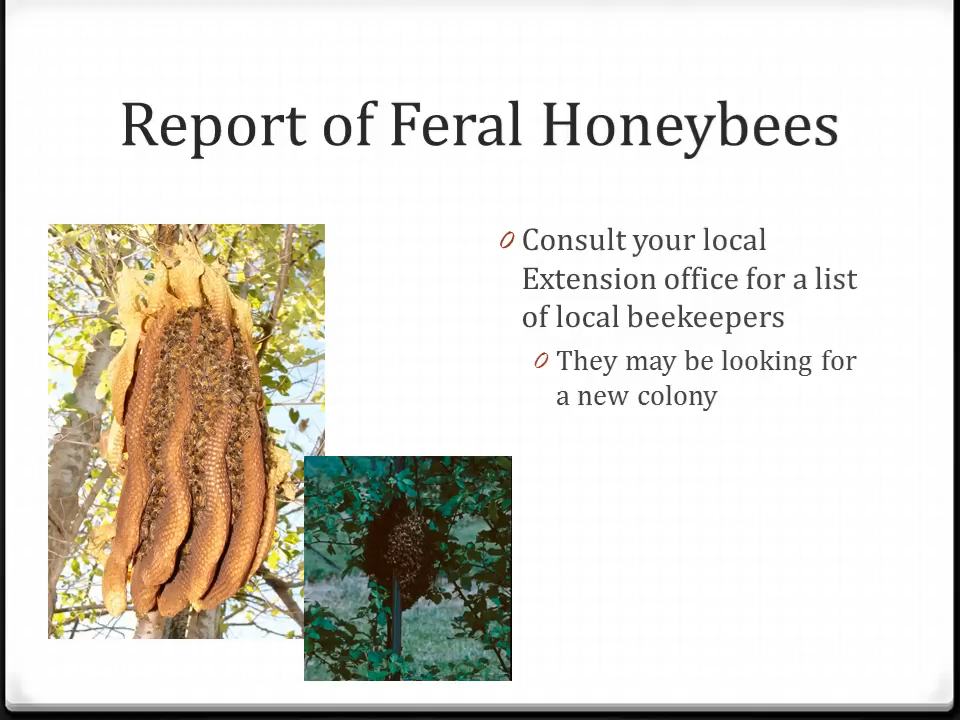 Report of Feral Honeybees
Consult your local
Extension office for a list
of local beekeepers
They may be looking for
a new colony